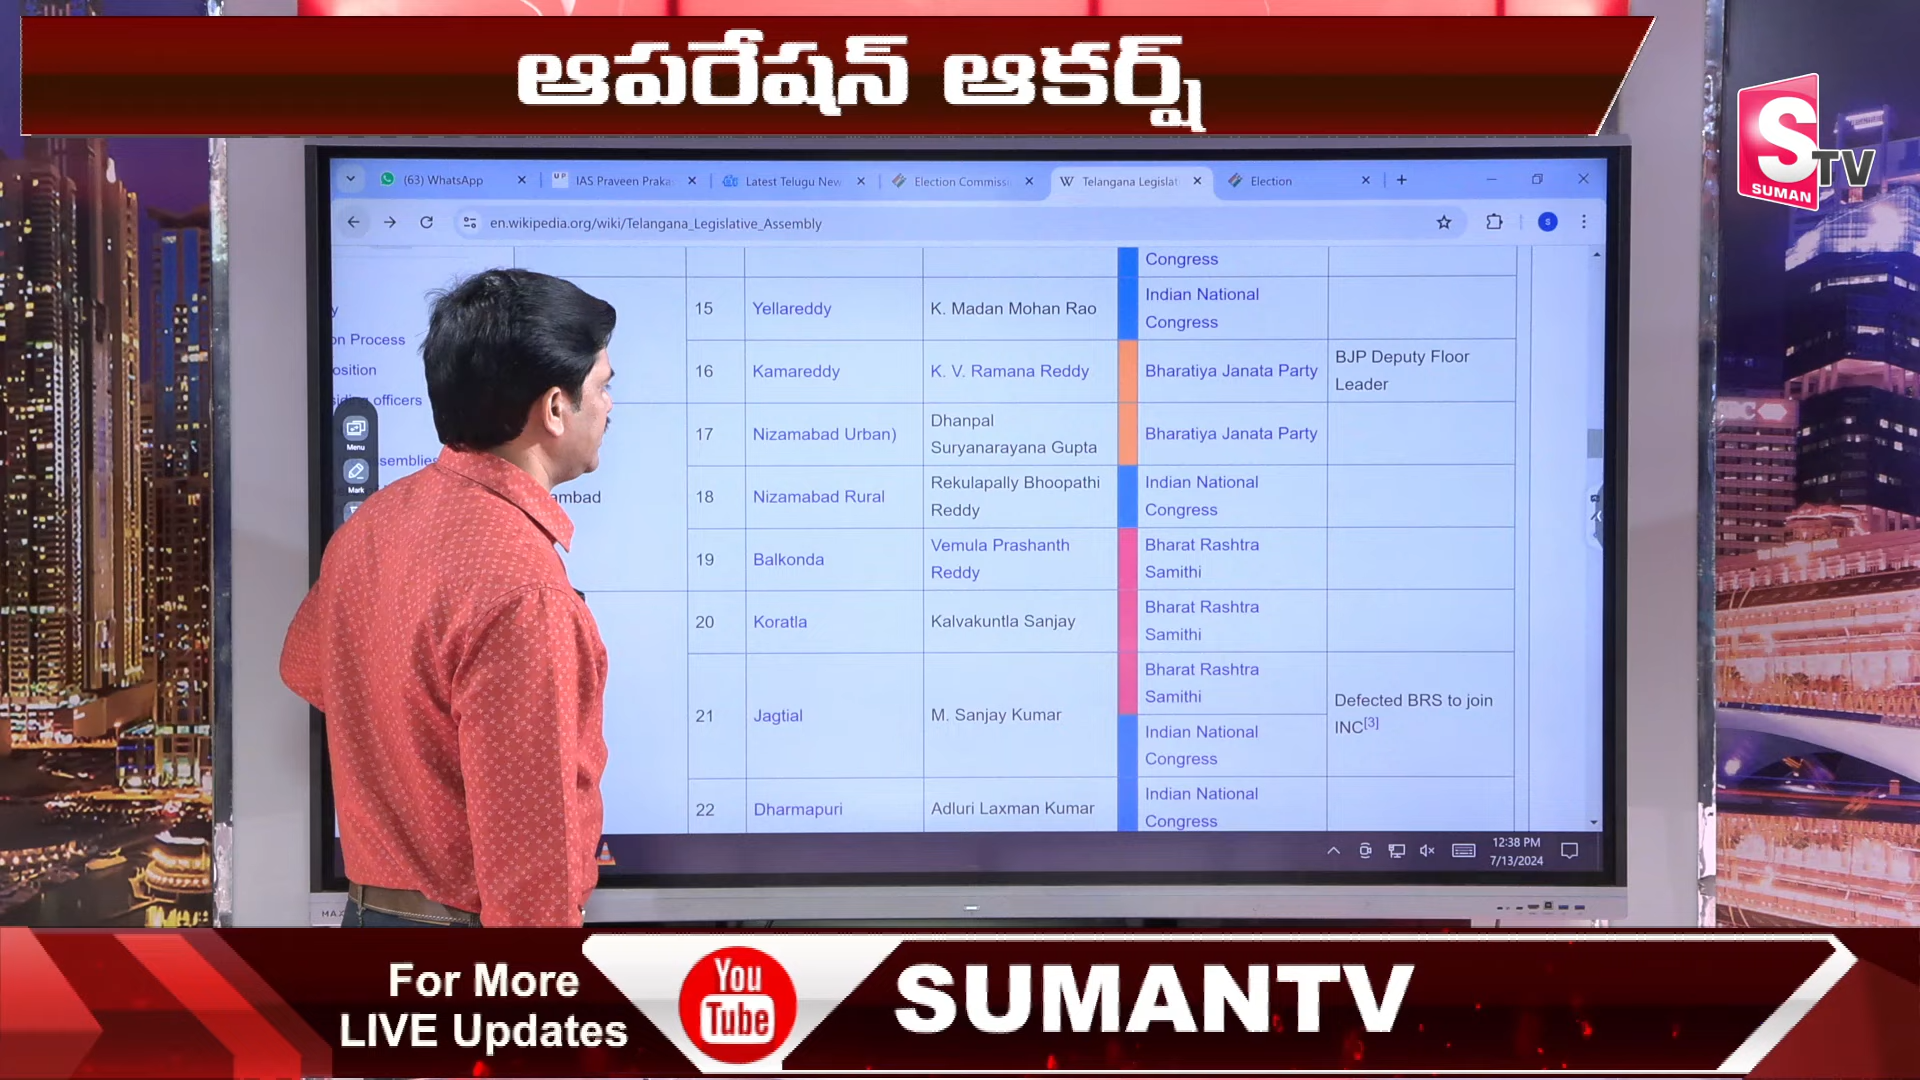 ఆపరేషన్ ఆకర్ష్
S
TV
SUMAN
(63) WhatsApp
IAS Praveen Praka
Latest Telugu New
Election Commissi
Telangana Legislat
Election
en.wikipedia.org/wiki/Telangana_Legislative_Assembly
y
on Process
osition
officers
ssemblies
Menu
Mark
ambad
Congress
15 Yellareddy K. Madan Mohan Rao Indian National
Congress
16 Kamareddy K. V. Ramana Reddy Bharatiya Janata Party BJP Deputy Floor
Leader
17 Nizamabad Urban) Dhanpal
Suryanarayana Gupta Bharatiya Janata Party
18 Nizamabad Rural Rekulapally Bhoopathi
Reddy Indian National
Congress
19 Balkonda Vemula Prashanth
Reddy Bharat Rashtra
Samithi
20 Koratla Kalvakuntla Sanjay Bharat Rashtra
Samithi
21 Jagtial M. Sanjay Kumar Bharat Rashtra
Samithi
Indian National
Congress
Defected BRS to join
INC[3]
22 Dharmapuri Adluri Laxman Kumar Indian National
Congress
12:38 PM
7/13/2024
For More
LIVE Updates
You
Tube
SUMANTV